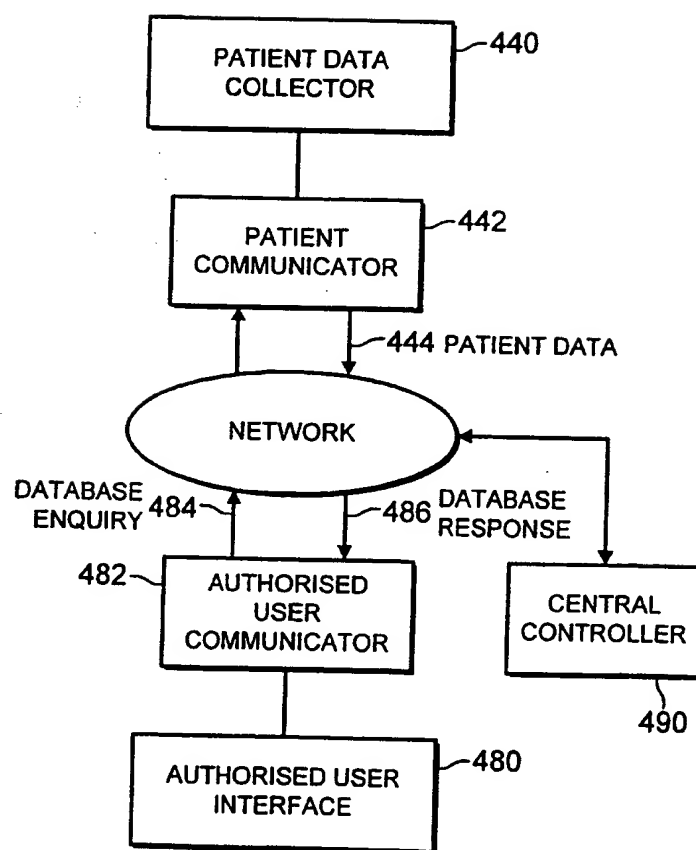 PATIENT DATA
COLLECTOR
440
PATIENT
COMMUNICATOR
442
444 PATIENT DATA
NETWORK
DATABASE
ENQUIRY
484
486
DATABASE
RESPONSE
482
AUTHORISED
USER
COMMUNICATOR
CENTRAL
CONTROLLER
490
AUTHORISED USER
INTERFACE
480